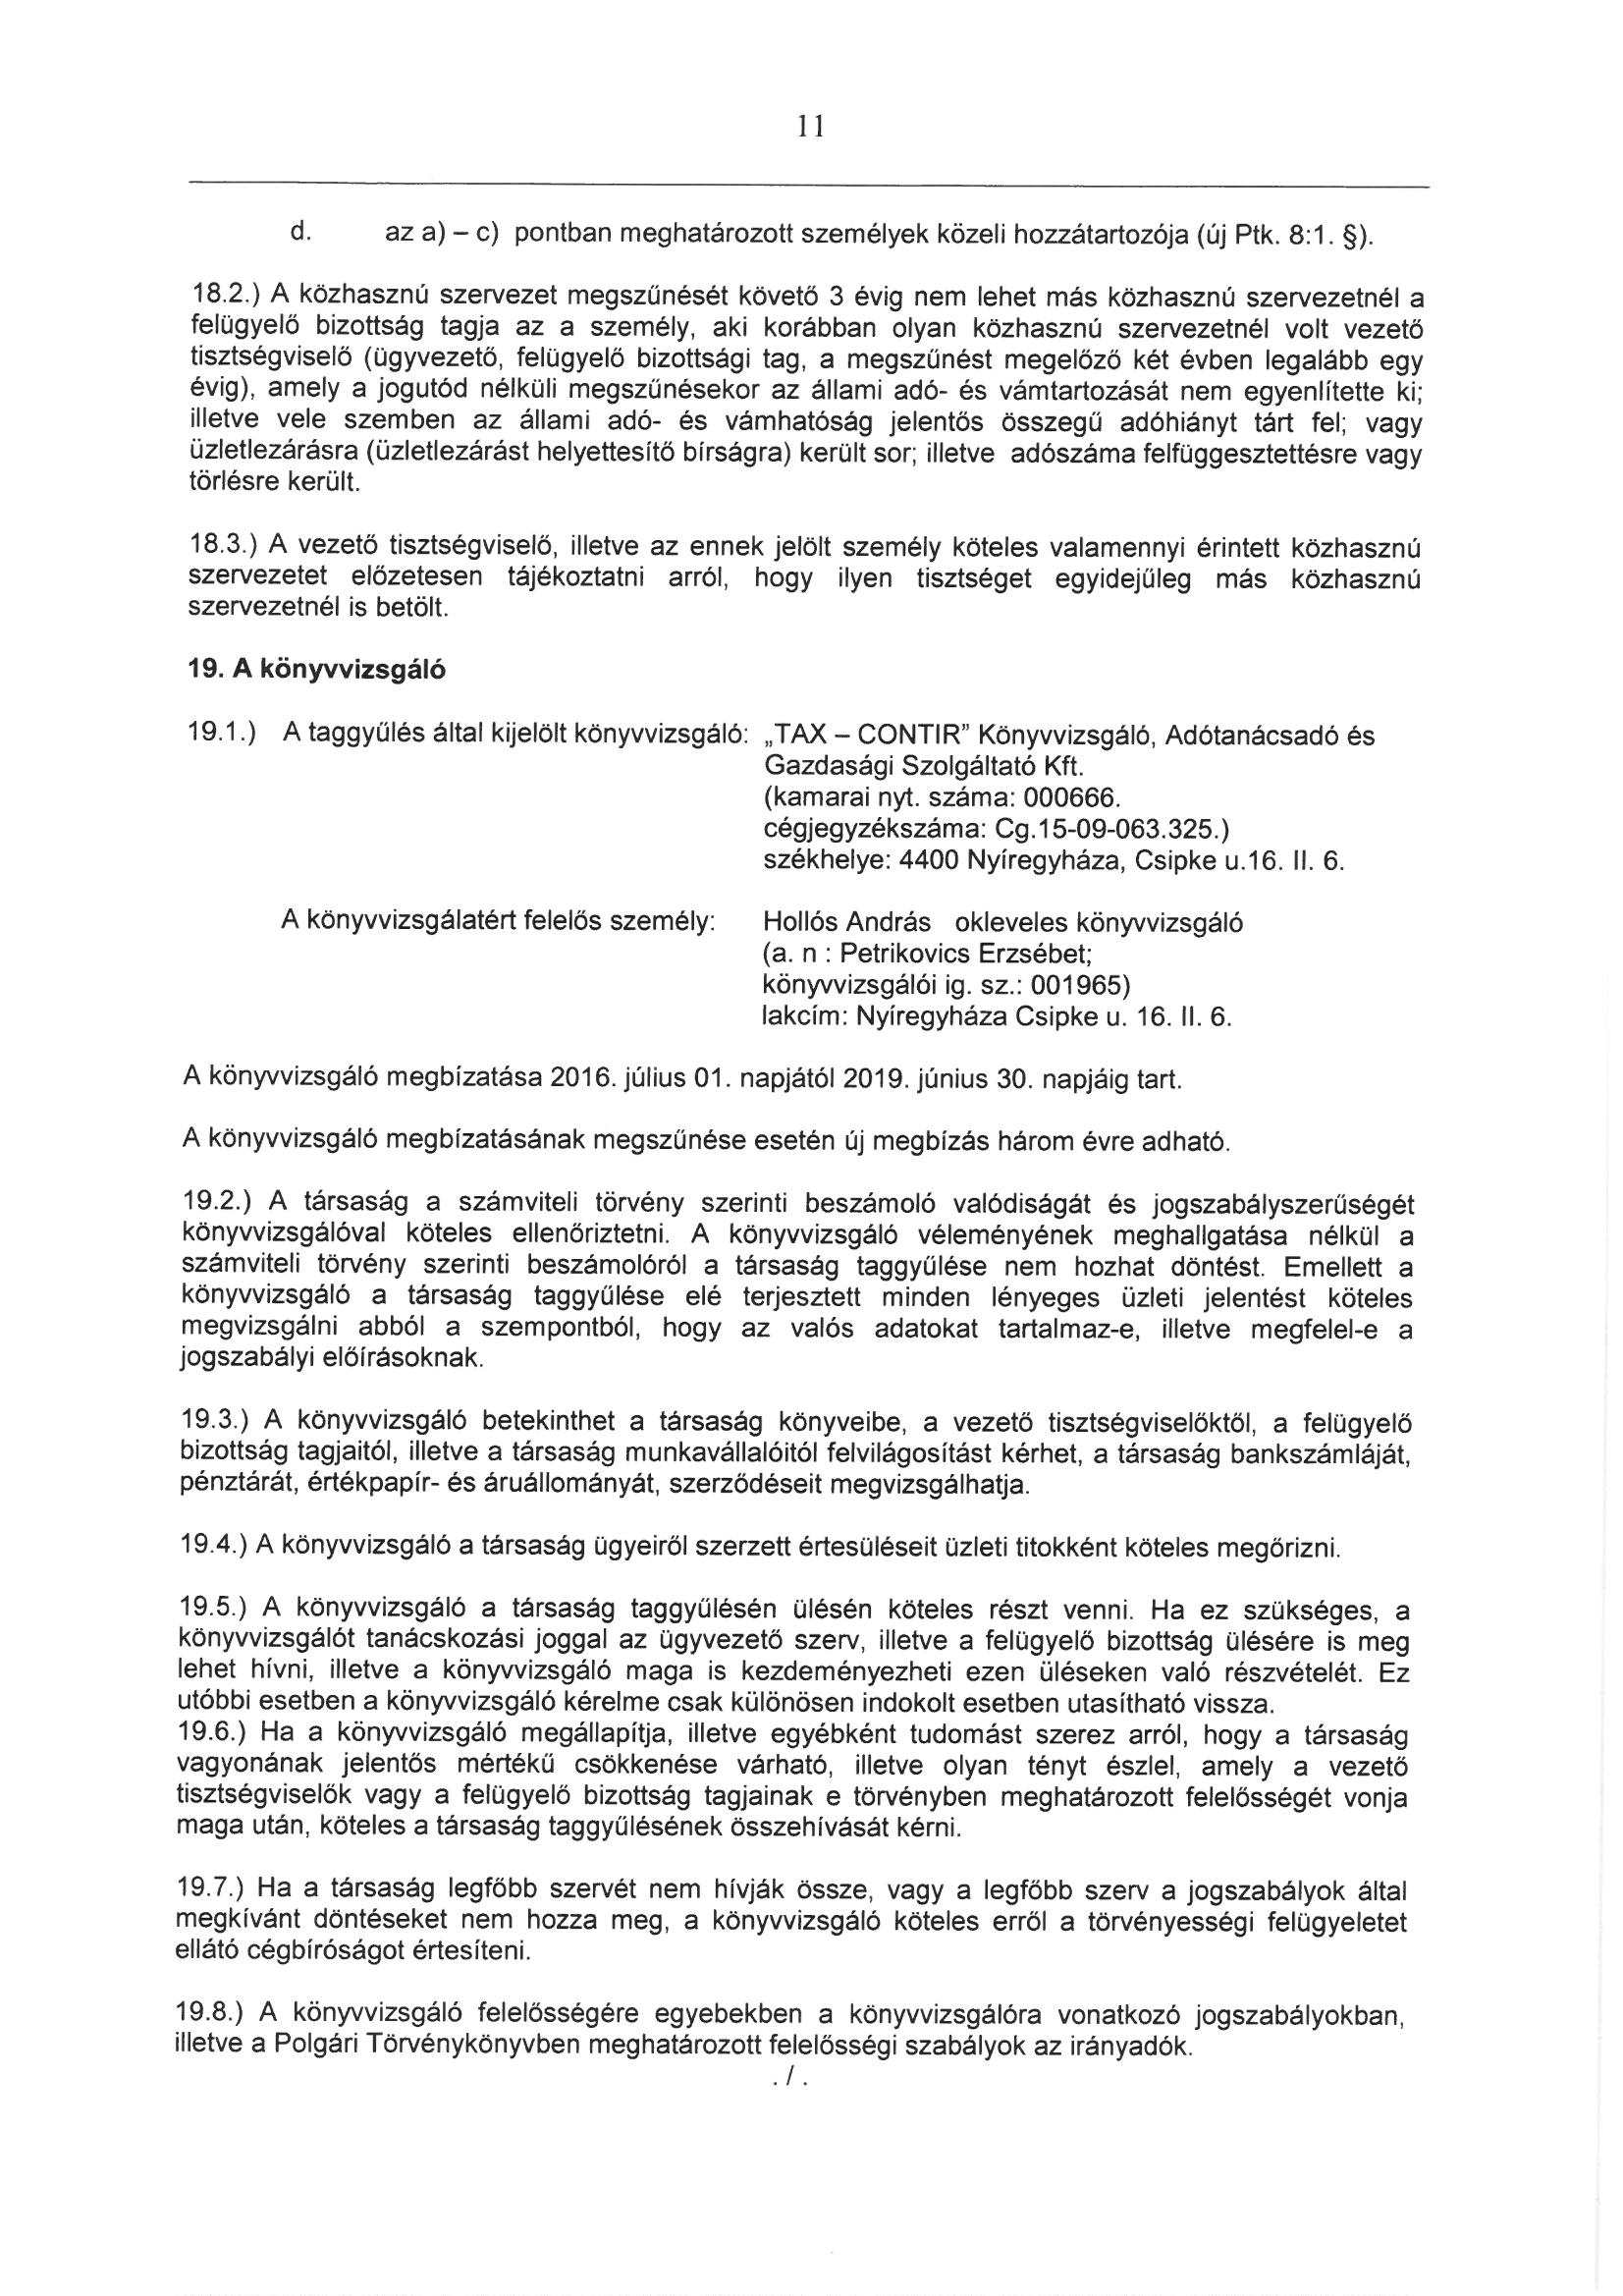 11
d. az a) – c) pontban meghatározott személyek közeli hozzátartozója (új Ptk. 8:1. §).
18.2.) A közhasznú szervezet megszűnését követő 3 évig nem lehet más közhasznú szervezetnél a
felügyelő bizottság tagja az a személy, aki korábban olyan közhasznú szervezetnél volt vezető
tisztségviselő (ügyvezető, felügyelő bizottsági tag, a megszűnést megelőző két évben legalább egy
évig), amely a jogutód nélküli megszűnésekor az állami adó- és vámtartozását nem egyenlítette ki;
illetve vele szemben az állami adó- és vámhatóság jelentős összegű adóhiányt tárt fel; vagy
üzletlezárásra (üzletlezárást helyettesítő bírságra) került sor; illetve adószáma felfüggesztettésre vagy
törlésre került.
18.3.) A vezető tisztségviselő, illetve az ennek jelölt személy köteles valamennyi érintett közhasznú
szervezetet előzetesen tájékoztatni arról, hogy ilyen tisztséget egyidejűleg más közhasznú
szervezetnél is betölt.
19. A könyvvizsgáló
19.1.) A taggyűlés által kijelölt könyvvizsgáló: „TAX – CONTIR” Könyvvizsgáló, Adótanácsadó és
Gazdasági Szolgáltató Kft.
(kamarai nyt. száma: 000666.
cégjegyzékszáma: Cg.15-09-063.325.)
székhelye: 4400 Nyíregyháza, Csipke u.16. II. 6.
A könyvvizsgálatért felelős személy: Hollós András okleveles könyvvizsgáló
(a. n : Petrikovics Erzsébet;
könyvvizsgálói ig. sz.: 001965)
lakcím: Nyíregyháza Csipke u. 16. II. 6.
A könyvvizsgáló megbízatása 2016. július 01. napjától 2019. június 30. napjáig tart.
A könyvvizsgáló megbízatásának megszűnése esetén új megbízás három évre adható.
19.2.) A társaság a számviteli törvény szerinti beszámoló valódiságát és jogszabályszerűségét
könyvvizsgálóval köteles ellenőriztetni. A könyvvizsgáló véleményének meghallgatása nélkül a
számviteli törvény szerinti beszámolóról a társaság taggyűlése nem hozhat döntést. Emellett a
könyvvizsgáló a társaság taggyűlése elé terjesztett minden lényeges üzleti jelentést köteles
megvizsgálni abból a szempontból, hogy az valós adatokat tartalmaz-e, illetve megfelel-e a
jogszabályi előírásoknak.
19.3.) A könyvvizsgáló betekinthet a társaság könyveibe, a vezető tisztségviselőktől, a felügyelő
bizottság tagjaitól, illetve a társaság munkavállalóitól felvilágosítást kérhet, a társaság bankszámláját,
pénztárát, értékpapír- és áruállományát, szerződéseit megvizsgálhatja.
19.4.) A könyvvizsgáló a társaság ügyeiről szerzett értesüléseit üzleti titokként köteles megőrizni.
19.5.) A könyvvizsgáló a társaság taggyűlésén ülésén köteles részt venni. Ha ez szükséges, a
könyvvizsgálót tanácskozási joggal az ügyvezető szerv, illetve a felügyelő bizottság ülésére is meg
lehet hívni, illetve a könyvvizsgáló maga is kezdeményezheti ezen üléseken való részvételét. Ez
utóbbi esetben a könyvvizsgáló kérelme csak különösen indokolt esetben utasítható vissza.
19.6.) Ha a könyvvizsgáló megállapítja, illetve egyébként tudomást szerez arról, hogy a társaság
vagyonának jelentős mértékű csökkenése várható, illetve olyan tényt észlel, amely a vezető
tisztségviselők vagy a felügyelő bizottság tagjainak e törvényben meghatározott felelősségét vonja
maga után, köteles a társaság taggyűlésének összehívását kérni.
19.7.) Ha a társaság legfőbb szervét nem hívják össze, vagy a legfőbb szerv a jogszabályok által
megkívánt döntéseket nem hozza meg, a könyvvizsgáló köteles erről a törvényességi felügyeletet
ellátó cégbíróságot értesíteni.
19.8.) A könyvvizsgáló felelősségére egyebekben a könyvvizsgálóra vonatkozó jogszabályokban,
illetve a Polgári Törvénykönyvben meghatározott felelősségi szabályok az irányadók.
./.